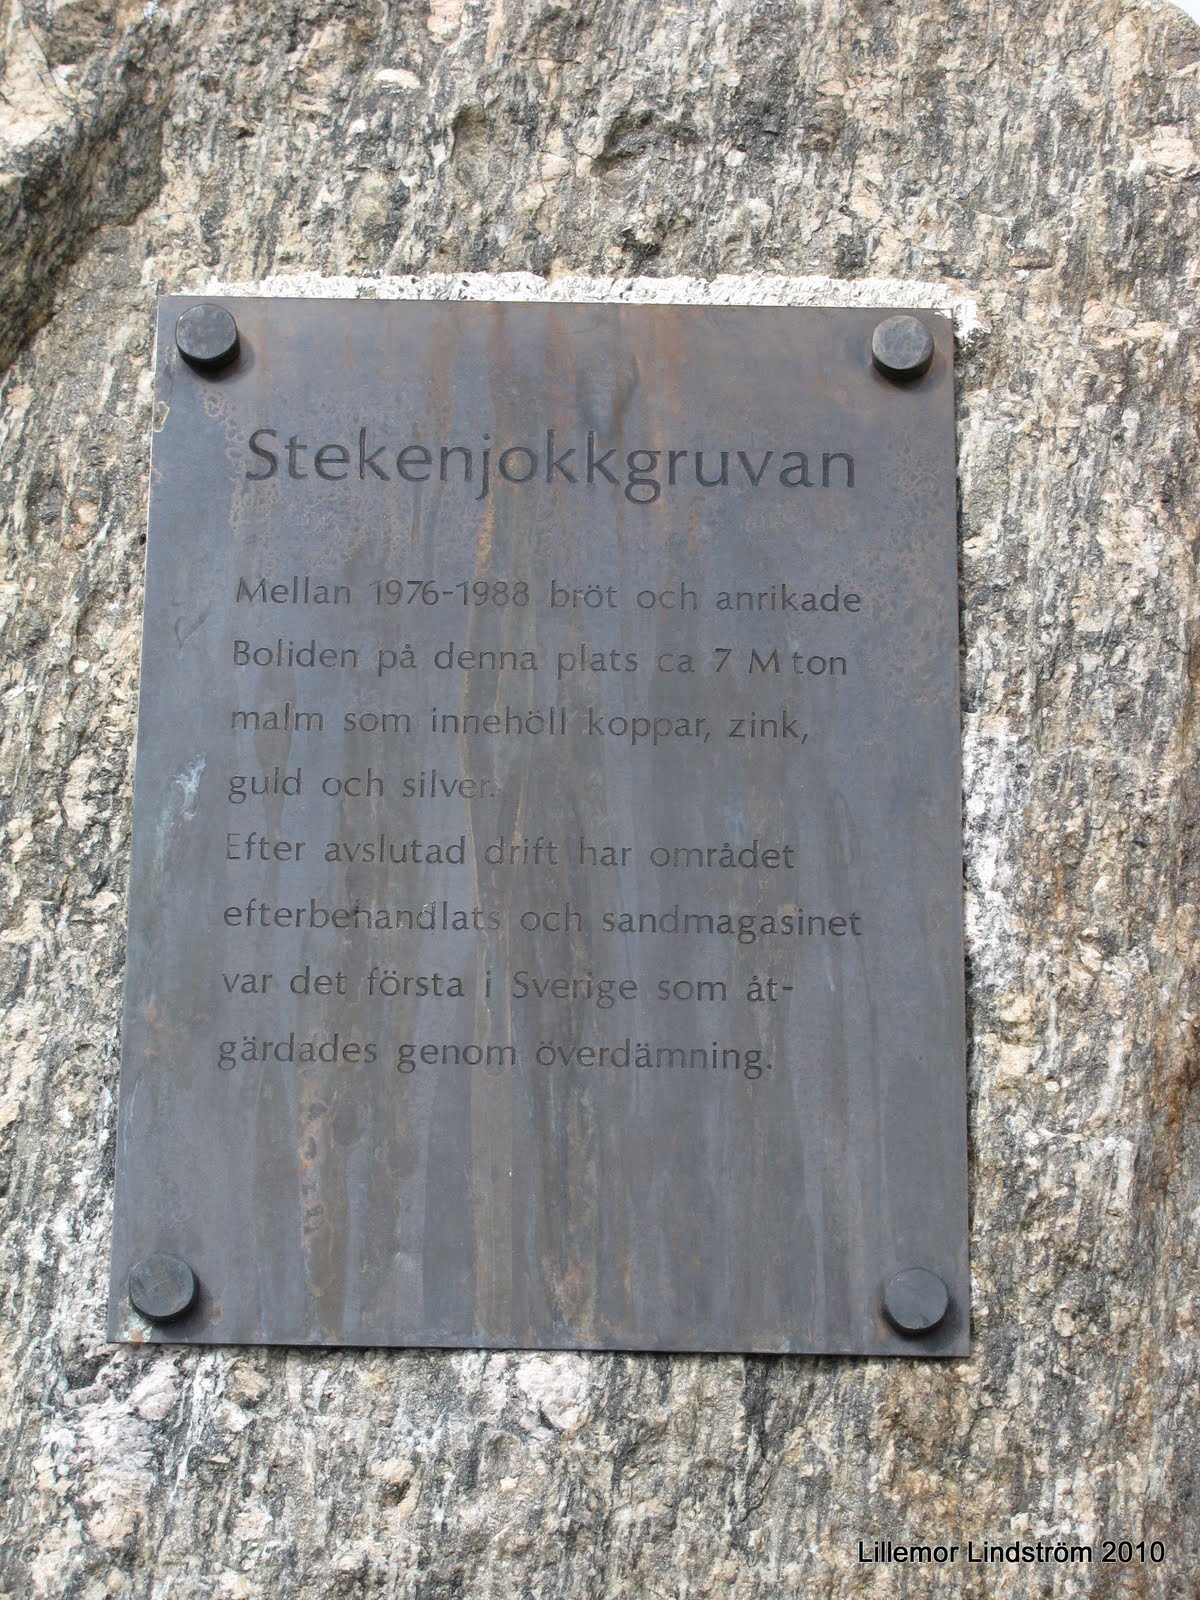 Stekenjokkgruvan
Mellan 1976-1988 bröt och anrikade
Boliden på denna plats ca 7 M ton
malm som innehöll koppar, zink,
guld och silver.
Efter avslutad drift har området
efterbehandlats och sandmagasinet
var det första i Sverige som åt-
gärdades genom överdämning.
Lillemor Lindström 2010